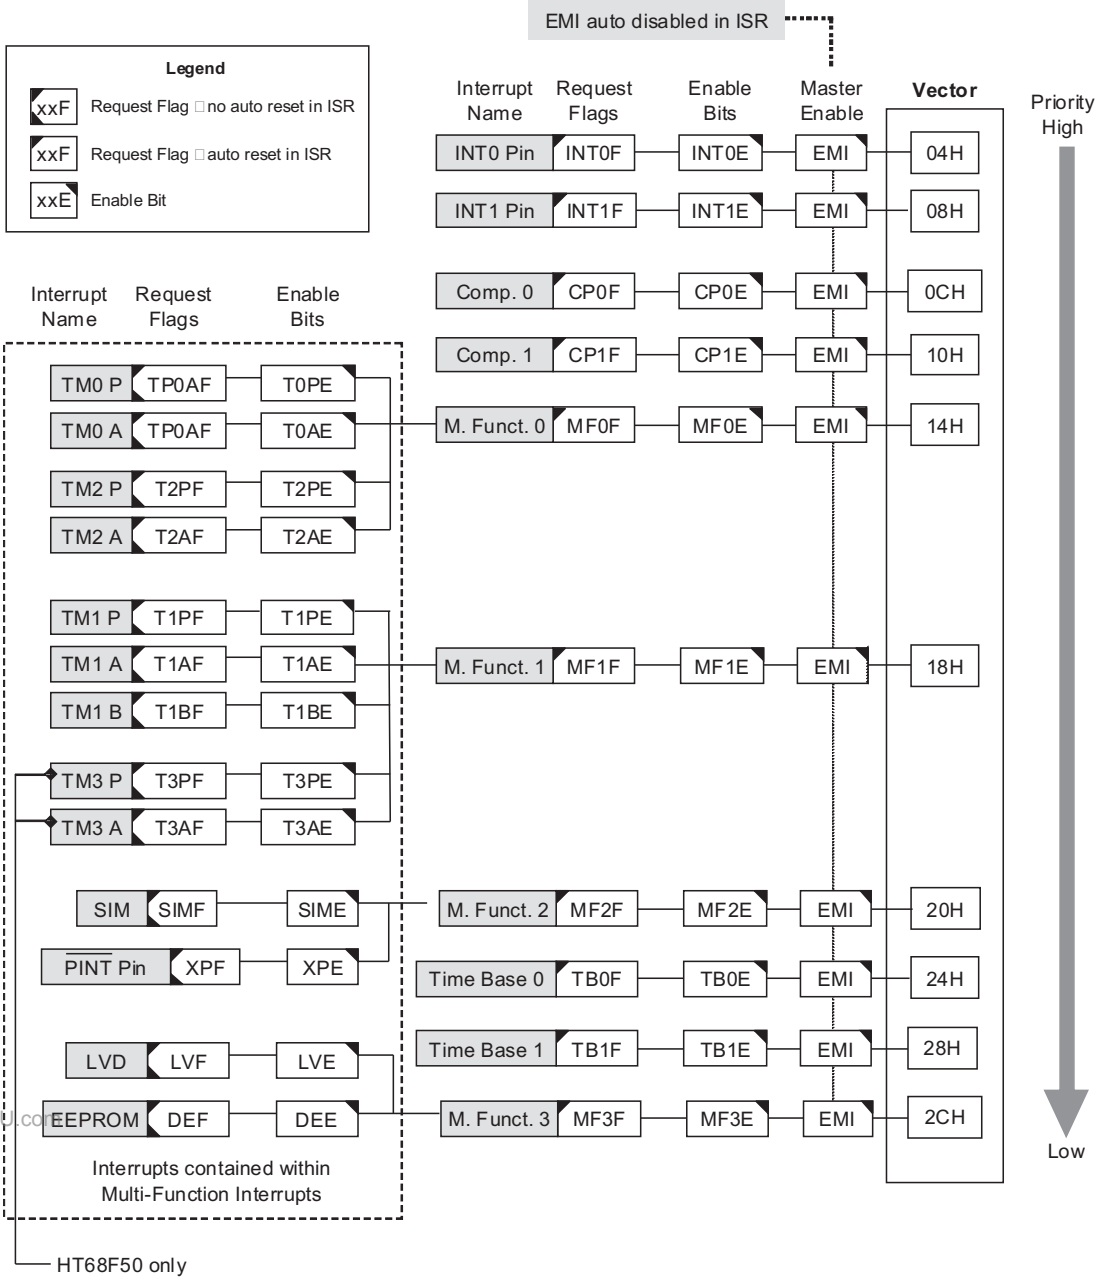 EMI auto disabled in ISR
Legend
xxF Request Flag □ no auto reset in ISR
xxF Request Flag □ auto reset in ISR
xxE Enable Bit
Interrupt Name Request Flags Enable Bits Master Enable Vector
Priority High
INT0 Pin INT0F INT0E EMI 04H
INT1 Pin INT1F INT1E EMI 08H
Comp. 0 CP0F CP0E EMI 0CH
Comp. 1 CP1F CP1E EMI 10H
M. Funct. 0 MF0F MF0E EMI 14H
M. Funct. 1 MF1F MF1E EMI 18H
M. Funct. 2 MF2F MF2E EMI 20H
Time Base 0 TB0F TB0E EMI 24H
Time Base 1 TB1F TB1E EMI 28H
M. Funct. 3 MF3F MF3E EMI 2CH
Low
Interrupt Name Request Flags Enable Bits
TM0 P TP0AF T0PE
TM0 A TP0AF T0AE
TM2 P T2PF T2PE
TM2 A T2AF T2AE
TM1 P T1PF T1PE
TM1 A T1AF T1AE
TM1 B T1BF T1BE
TM3 P T3PF T3PE
TM3 A T3AF T3AE
SIM SIMF SIME
PINT Pin XPF XPE
LVD LVF LVE
EEPROM DEF DEE
Interrupts contained within
Multi-Function Interrupts
HT68F50 only